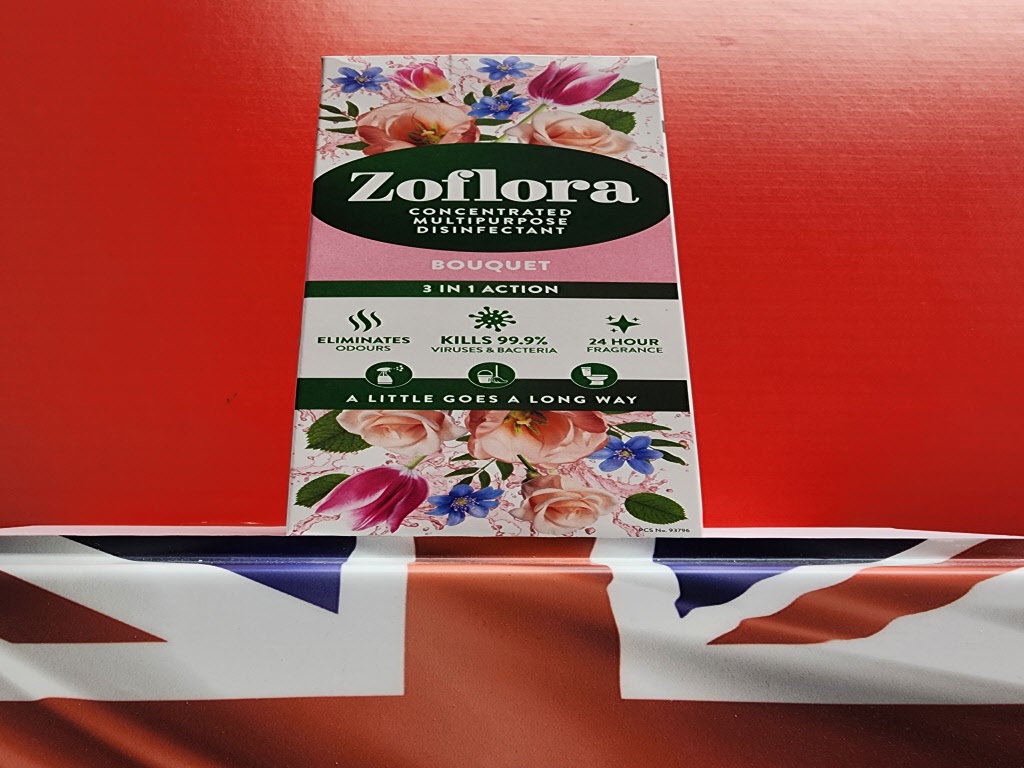 Zoflora
CONCENTRATED
MULTIPURPOSE
DISINFECTANT
BOUQUET
3 IN 1 ACTION
ELIMINATES
ODOURS
KILLS 99.9%
VIRUSES & BACTERIA
24 HOUR
FRAGRANCE
A LITTLE GOES A LONG WAY
PCS No. 93796